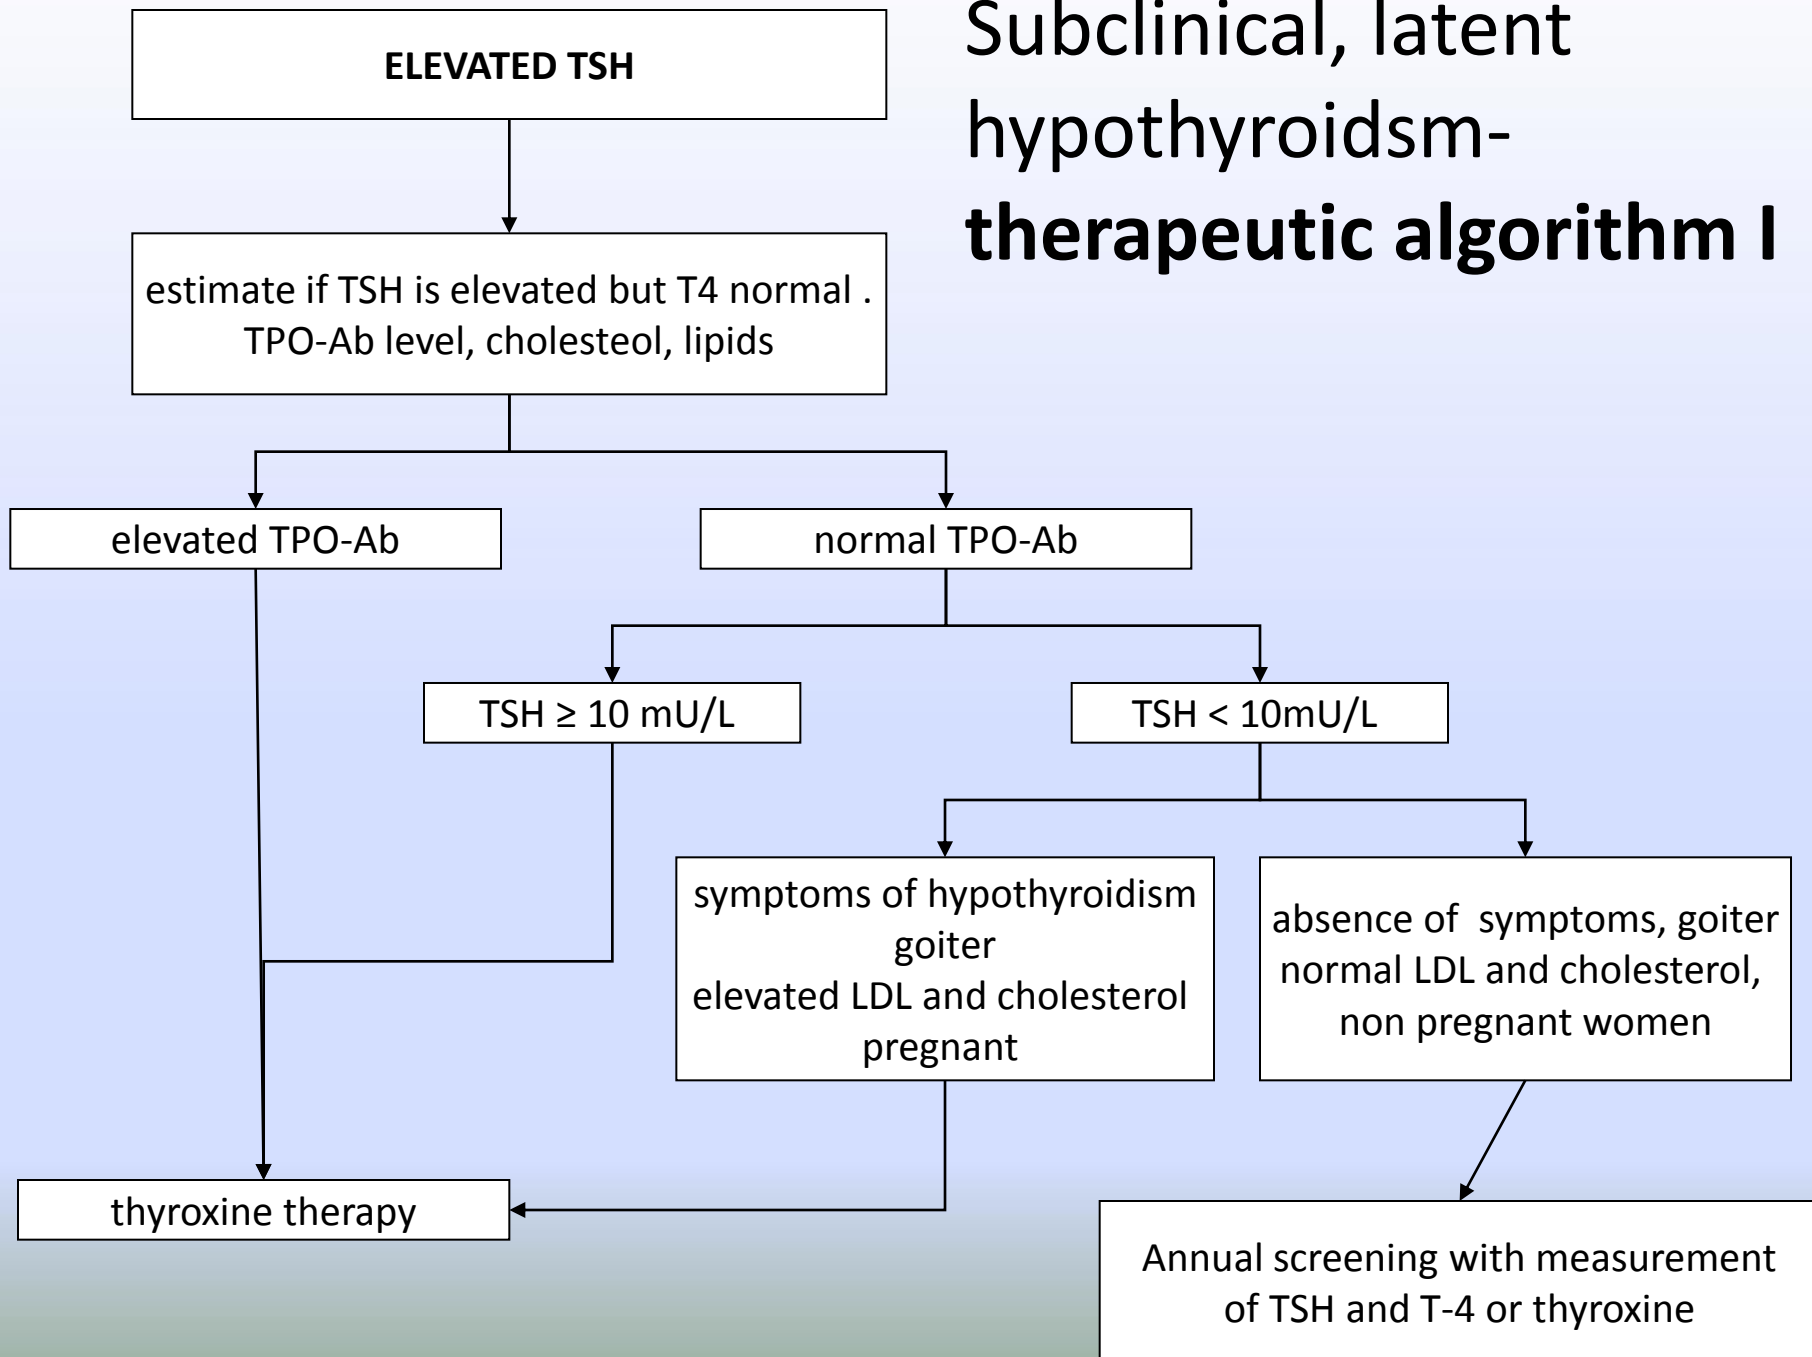 Subclinical, latent
hypothyroidsm-
therapeutic algorithm I
ELEVATED TSH
estimate if TSH is elevated but T4 normal .
TPO-Ab level, cholesteol, lipids
elevated TPO-Ab
normal TPO-Ab
TSH ≥ 10 mU/L
TSH < 10mU/L
symptoms of hypothyroidism
goiter
elevated LDL and cholesterol
pregnant
absence of  symptoms, goiter
normal LDL and cholesterol,
non pregnant women
thyroxine therapy
Annual screening with measurement
of TSH and T-4 or thyroxine